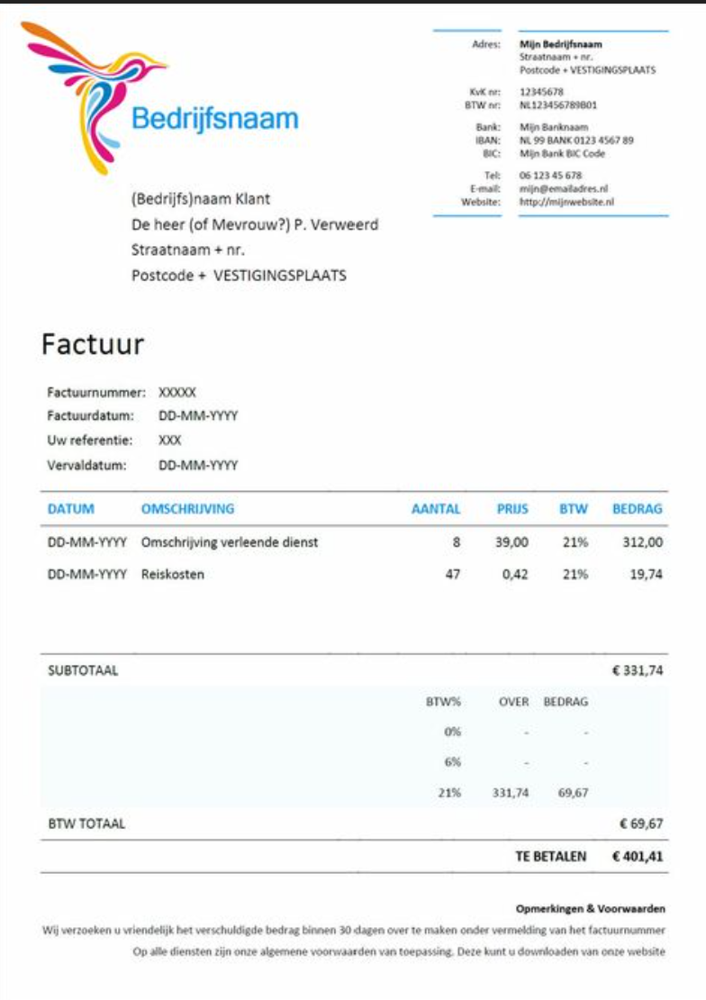 Bedrijfsnaam
Adres: Mijn Bedrijfsnaam
Straatnaam + nr.
Postcode + VESTIGINGSPLAATS
KvK nr: 12345678
BTW nr: NL123456789B01
Bank: Mijn Banknaam
IBAN: NL 99 BANK 0123 4567 89
BIC: Mijn Bank BIC Code
Tel: 06 123 45 678
E-mail: mijn@emailadres.nl
Website: http://mijnwebsite.nl
(Bedrijfs)naam Klant
De heer (of Mevrouw?) P. Verweerd
Straatnaam + nr.
Postcode + VESTIGINGSPLAATS
Factuur
Factuurnummer: XXXXX
Factuurdatum: DD-MM-YYYY
Uw referentie: XXX
Vervaldatum: DD-MM-YYYY
DATUM OMSCHRIJVING AANTAL PRIJS BTW BEDRAG
DD-MM-YYYY Omschrijving verleende dienst 8 39,00 21% 312,00
DD-MM-YYYY Reiskosten 47 0,42 21% 19,74
SUBTOTAAL € 331,74
BTW% OVER BEDRAG
0% - -
6% - -
21% 331,74 69,67
BTW TOTAAL € 69,67
TE BETALEN € 401,41
Opmerkingen & Voorwaarden
Wij verzoeken u vriendelijk het verschuldigde bedrag binnen 30 dagen over te maken onder vermelding van het factuurnummer
Op alle diensten zijn onze algemene voorwaarden van toepassing. Deze kunt u downloaden van onze website